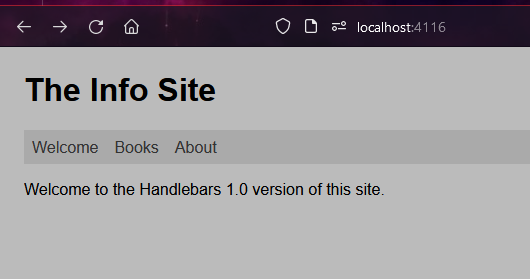 localhost:4116
The Info Site
Welcome Books About
Welcome to the Handlebars 1.0 version of this site.